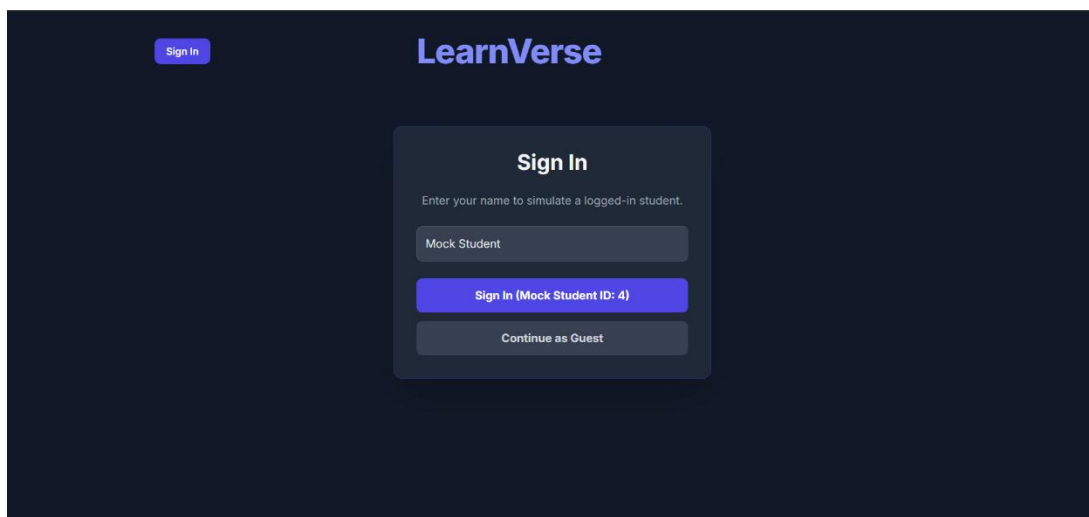 Sign In
LearnVerse
Sign In
Enter your name to simulate a logged-in student.
Mock Student
Sign In (Mock Student ID: 4)
Continue as Guest